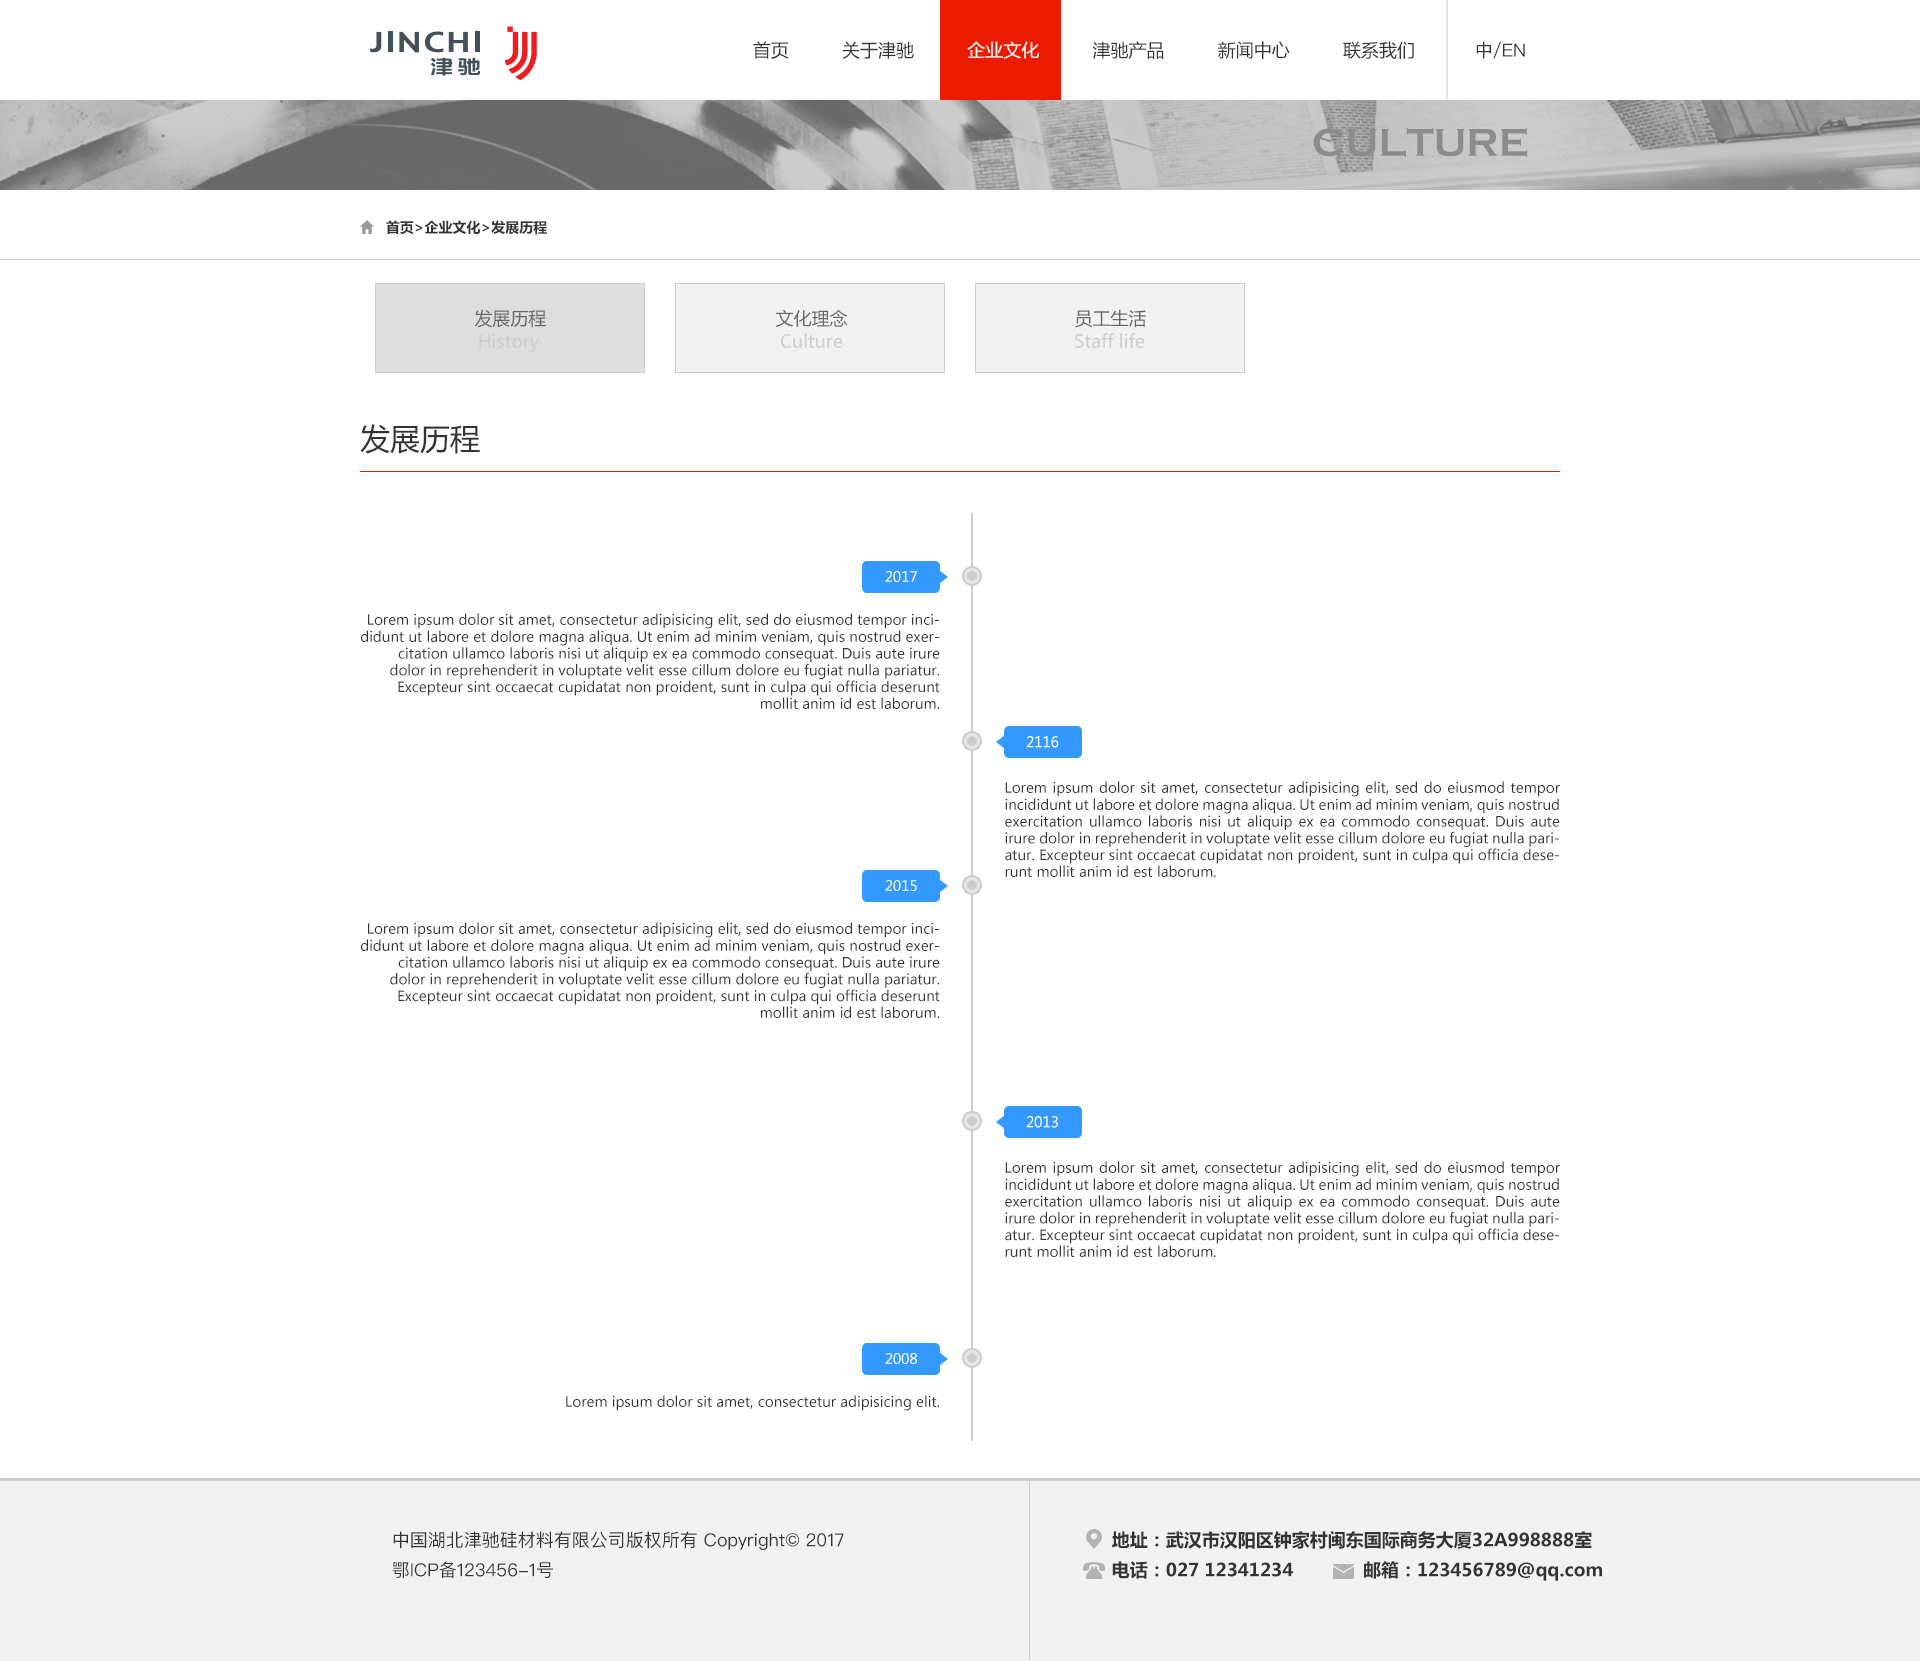 JINCHI
津驰
首页 关于津驰 企业文化 津驰产品 新闻中心 联系我们 中/EN
CULTURE
首页>企业文化>发展历程
发展历程
History
文化理念
Culture
员工生活
Staff life
发展历程
2017
Lorem ipsum dolor sit amet, consectetur adipisicing elit, sed do eiusmod tempor inci-
didunt ut labore et dolore magna aliqua. Ut enim ad minim veniam, quis nostrud exer-
citation ullamco laboris nisi ut aliquip ex ea commodo consequat. Duis aute irure
dolor in reprehenderit in voluptate velit esse cillum dolore eu fugiat nulla pariatur.
Excepteur sint occaecat cupidatat non proident, sunt in culpa qui officia deserunt
mollit anim id est laborum.
2116
Lorem ipsum dolor sit amet, consectetur adipisicing elit, sed do eiusmod tempor
incididunt ut labore et dolore magna aliqua. Ut enim ad minim veniam, quis nostrud
exercitation ullamco laboris nisi ut aliquip ex ea commodo consequat. Duis aute
irure dolor in reprehenderit in voluptate velit esse cillum dolore eu fugiat nulla pari-
atur. Excepteur sint occaecat cupidatat non proident, sunt in culpa qui officia dese-
runt mollit anim id est laborum.
2015
Lorem ipsum dolor sit amet, consectetur adipisicing elit, sed do eiusmod tempor inci-
didunt ut labore et dolore magna aliqua. Ut enim ad minim veniam, quis nostrud exer-
citation ullamco laboris nisi ut aliquip ex ea commodo consequat. Duis aute irure
dolor in reprehenderit in voluptate velit esse cillum dolore eu fugiat nulla pariatur.
Excepteur sint occaecat cupidatat non proident, sunt in culpa qui officia deserunt
mollit anim id est laborum.
2013
Lorem ipsum dolor sit amet, consectetur adipisicing elit, sed do eiusmod tempor
incididunt ut labore et dolore magna aliqua. Ut enim ad minim veniam, quis nostrud
exercitation ullamco laboris nisi ut aliquip ex ea commodo consequat. Duis aute
irure dolor in reprehenderit in voluptate velit esse cillum dolore eu fugiat nulla pari-
atur. Excepteur sint occaecat cupidatat non proident, sunt in culpa qui officia dese-
runt mollit anim id est laborum.
2008
Lorem ipsum dolor sit amet, consectetur adipisicing elit.
中国湖北津驰硅材料有限公司版权所有 Copyright© 2017
鄂ICP备123456-1号
地址：武汉市汉阳区钟家村闽东国际商务大厦32A998888室
电话：027 12341234 邮箱：123456789@qq.com